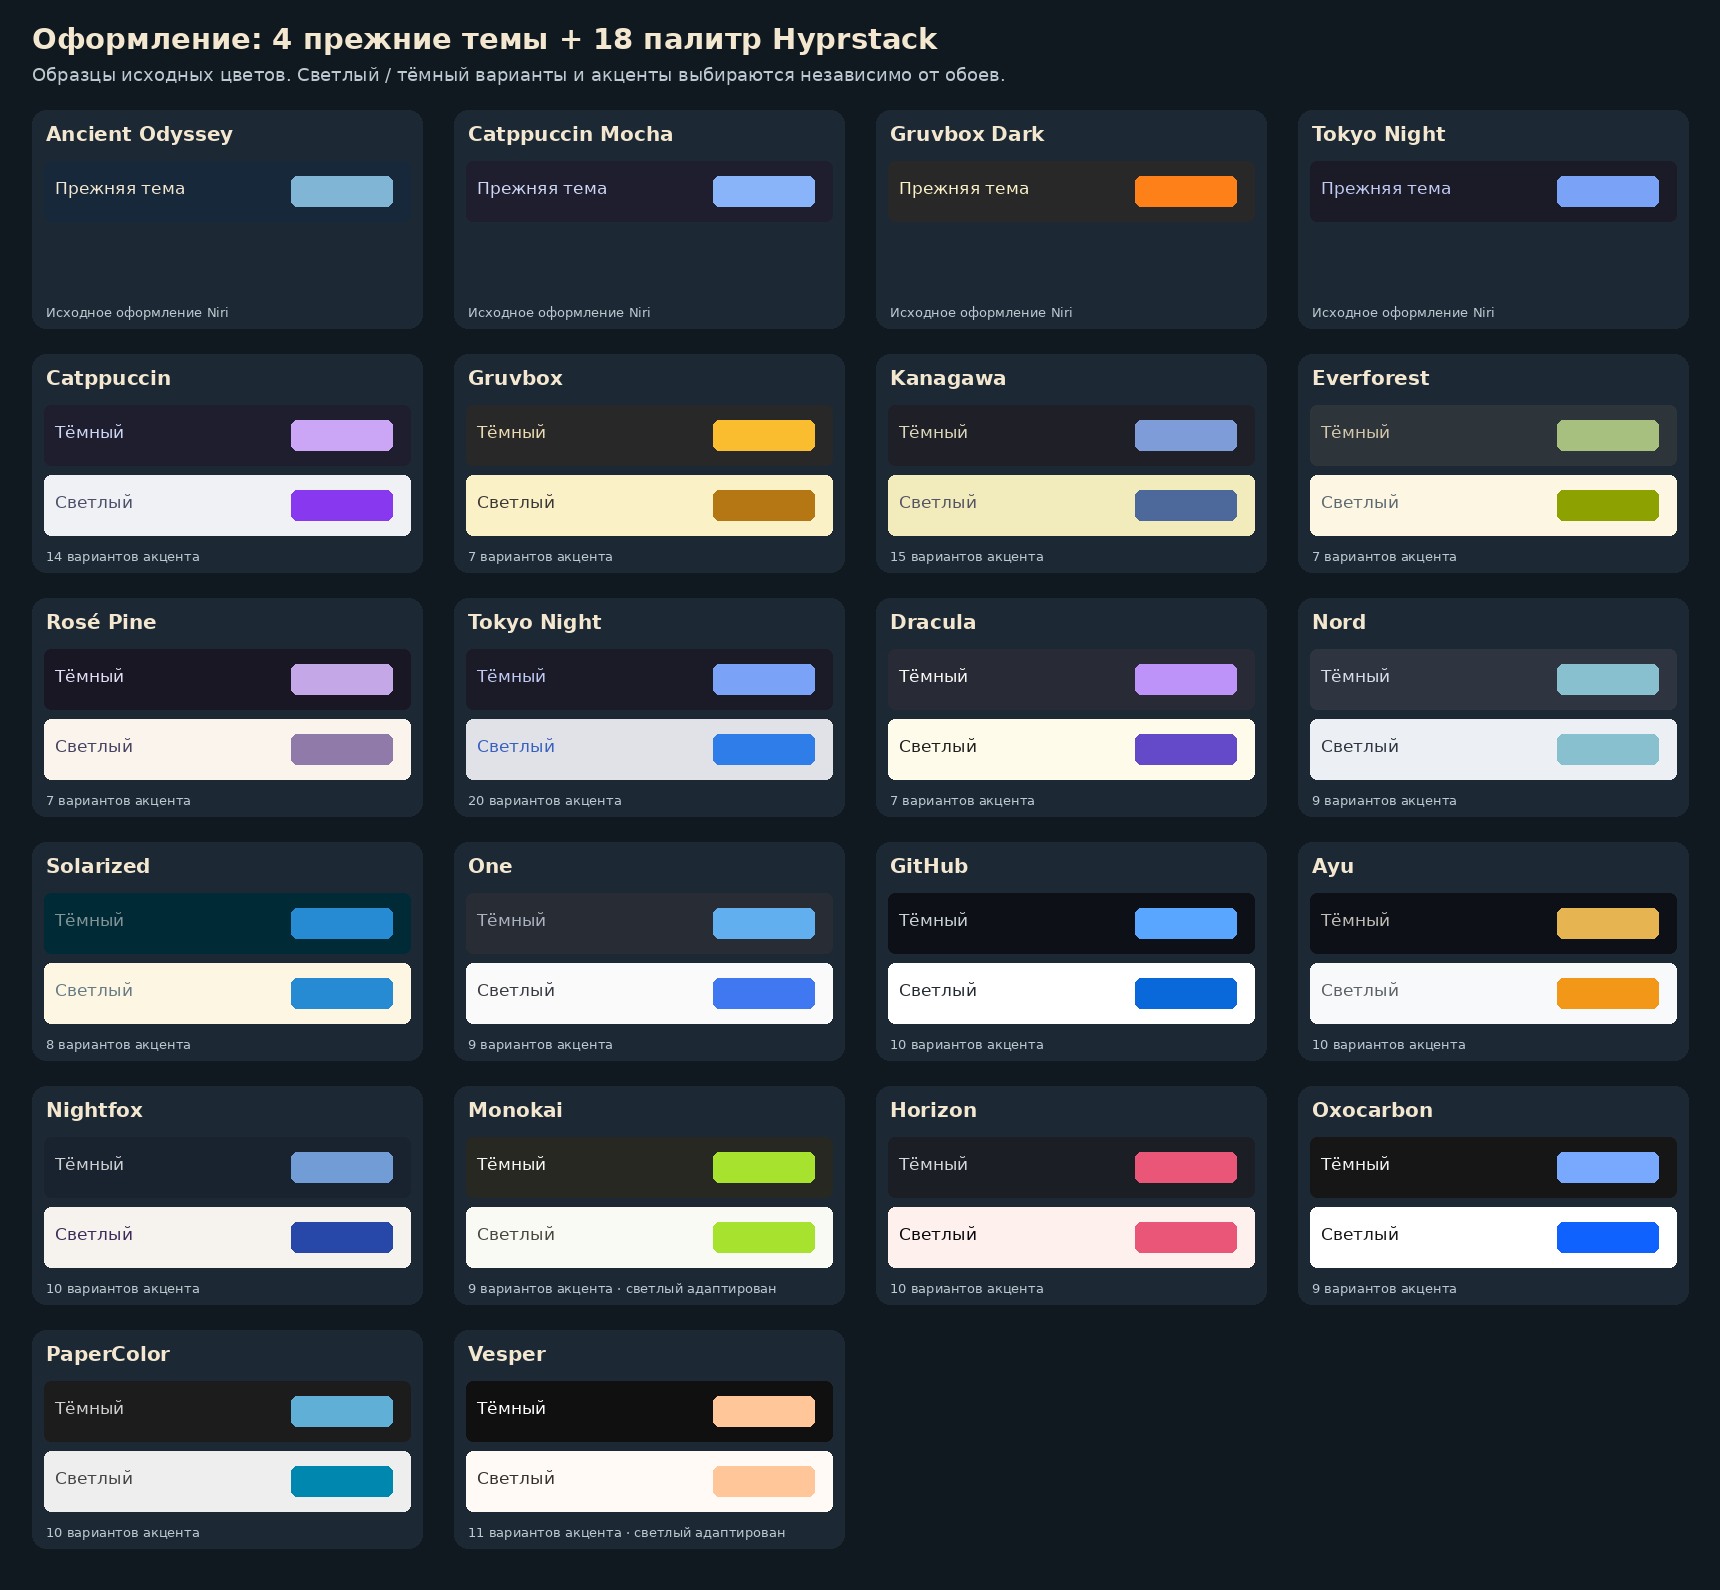 Оформление: 4 прежние темы + 18 палитр Hyprstack
Образцы исходных цветов. Светлый / тёмный варианты и акценты выбираются независимо от обоев.
Ancient Odyssey
Прежняя тема
Исходное оформление Niri
Catppuccin Mocha
Прежняя тема
Исходное оформление Niri
Gruvbox Dark
Прежняя тема
Исходное оформление Niri
Tokyo Night
Прежняя тема
Исходное оформление Niri
Catppuccin
Тёмный
Светлый
14 вариантов акцента
Gruvbox
Тёмный
Светлый
7 вариантов акцента
Kanagawa
Тёмный
Светлый
15 вариантов акцента
Everforest
Тёмный
Светлый
7 вариантов акцента
Rosé Pine
Тёмный
Светлый
7 вариантов акцента
Tokyo Night
Тёмный
Светлый
20 вариантов акцента
Dracula
Тёмный
Светлый
7 вариантов акцента
Nord
Тёмный
Светлый
9 вариантов акцента
Solarized
Тёмный
Светлый
8 вариантов акцента
One
Тёмный
Светлый
9 вариантов акцента
GitHub
Тёмный
Светлый
10 вариантов акцента
Ayu
Тёмный
Светлый
10 вариантов акцента
Nightfox
Тёмный
Светлый
10 вариантов акцента
Monokai
Тёмный
Светлый
9 вариантов акцента · светлый адаптирован
Horizon
Тёмный
Светлый
10 вариантов акцента
Oxocarbon
Тёмный
Светлый
9 вариантов акцента
PaperColor
Тёмный
Светлый
10 вариантов акцента
Vesper
Тёмный
Светлый
11 вариантов акцента · светлый адаптирован